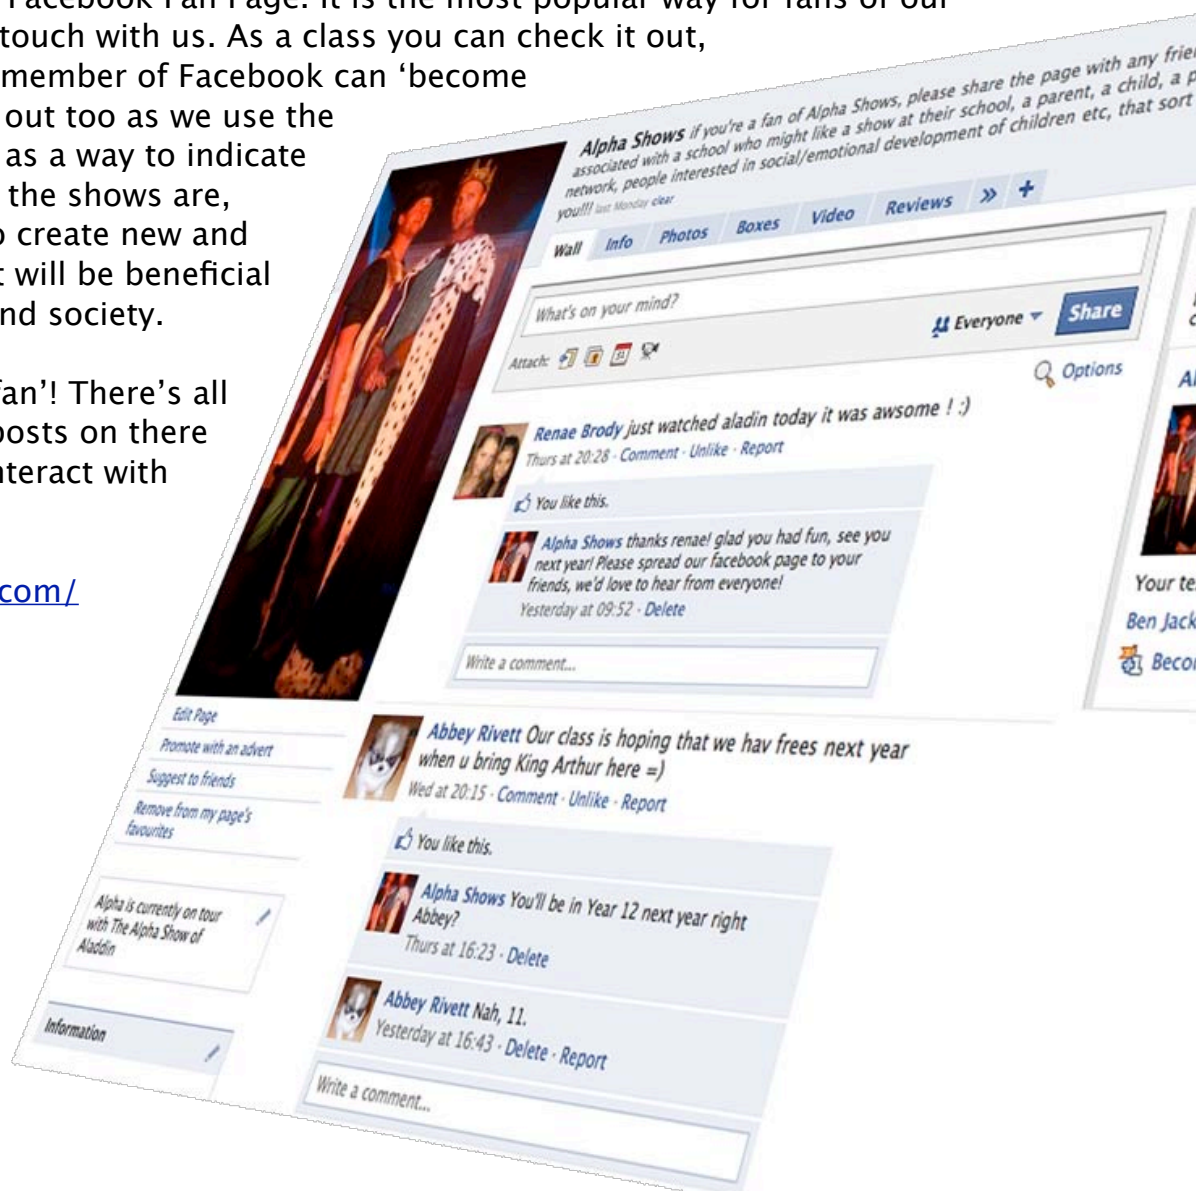 Facebook Fan Page. It is the most popular way for fans of our
touch with us. As a class you can check it out,
member of Facebook can ‘become
out too as we use the
as a way to indicate
the shows are,
create new and
will be beneficial
nd society.
fan’! There’s all
posts on there
nteract with
.com/
Alpha Shows if you're a fan of Alpha Shows, please share the page with any frien
associated with a school who might like a show at their school, a parent, a child, a p
network, people interested in social/emotional development of children etc, that sort
you!!! last Monday clear
Wall Info Photos Boxes Video Reviews » +
What's on your mind?
Attach: 31 Everyone Share
Options
Renae Brody just watched aladin today it was awsome ! :)
Thurs at 20:28 · Comment · Unlike · Report
You like this.
Alpha Shows thanks renae! glad you had fun, see you
next year! Please spread our facebook page to your
friends, we'd love to hear from everyone!
Yesterday at 09:52 · Delete
Write a comment...
Abbey Rivett Our class is hoping that we hav frees next year
when u bring King Arthur here =)
Wed at 20:15 · Comment · Unlike · Report
You like this.
Alpha Shows You'll be in Year 12 next year right
Abbey?
Thurs at 16:23 · Delete
Abbey Rivett Nah, 11.
Yesterday at 16:43 · Delete · Report
Write a comment...
Edit Page
Promote with an advert
Suggest to friends
Remove from my page's
favourites
Alpha is currently on tour
with The Alpha Show of
Aladdin
Information
Al
Your te
Ben Jack
Becom